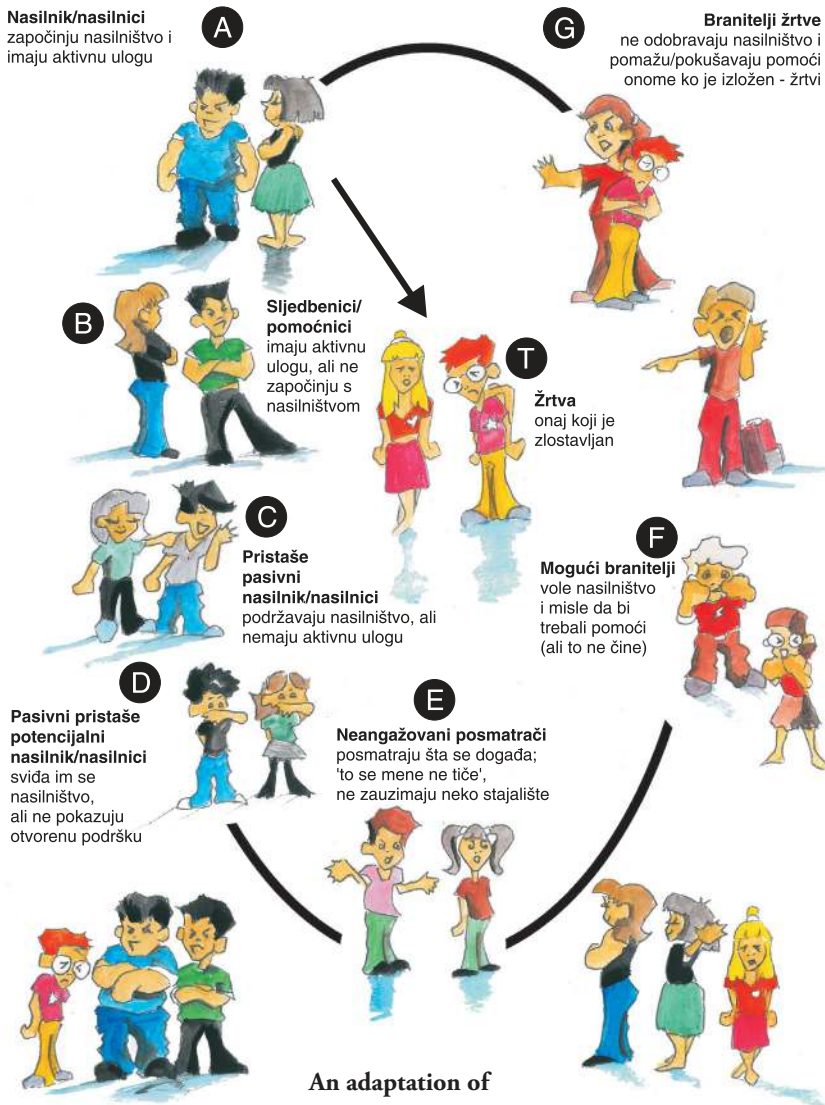 Nasilnik/nasilnici
započinju nasilništvo i
imaju aktivnu ulogu
A
G
Branitelji žrtve
ne odobravaju nasilništvo i
pomažu/pokušavaju pomoći
onome ko je izložen - žrtvi
B
Sljedbenici/
pomoćnici
imaju aktivnu
ulogu, ali ne
započinju s
nasilništvom
T
Žrtva
onaj koji je
zlostavljan
C
Pristaše
pasivni
nasilnik/nasilnici
podržavaju nasilništvo, ali
nemaju aktivnu ulogu
F
Mogući branitelji
vole nasilništvo
i misle da bi
trebali pomoći
(ali to ne čine)
D
Pasivni pristaše
potencijalni
nasilnik/nasilnici
sviđa im se
nasilništvo,
ali ne pokazuju
otvorenu podršku
E
Neangažovani posmatrači
posmatraju šta se događa;
'to se mene ne tiče',
ne zauzimaju neko stajalište
An adaptation of